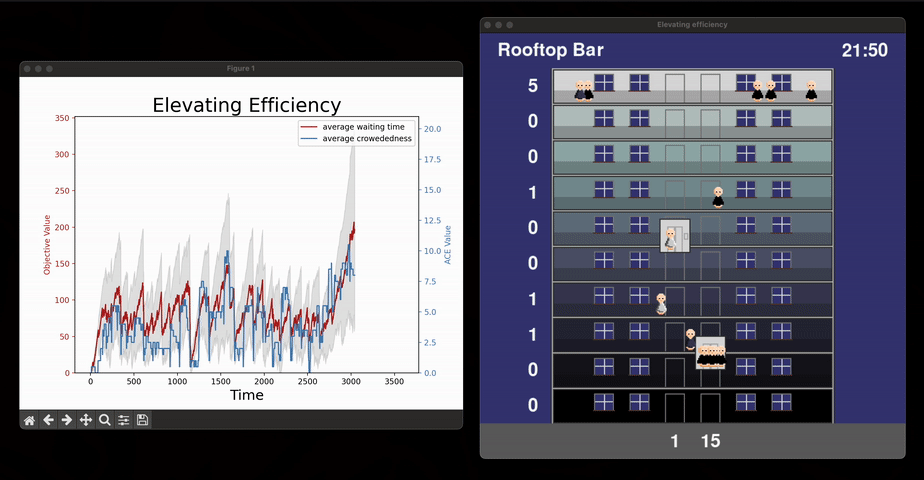 Figure 1
Elevating Efficiency
average waiting time
average crowededness
Objective Value
350
300
250
200
150
100
50
0
20.0
17.5
15.0
12.5
10.0
7.5
5.0
2.5
0.0
ACE Value
0 500 1000 1500 2000 2500 3000 3500
Time
Elevating efficiency
Rooftop Bar 21:50
5
0
0
1
0
0
1
1
0
0
1 15